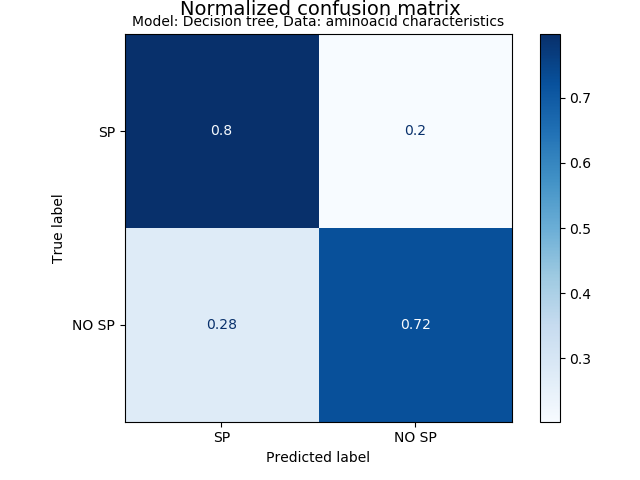 Normalized confusion matrix
Model: Decision tree, Data: aminoacid characteristics
True label
SP
0.8
0.2
NO SP
0.28
0.72
SP
NO SP
Predicted label
0.7
0.6
0.5
0.4
0.3